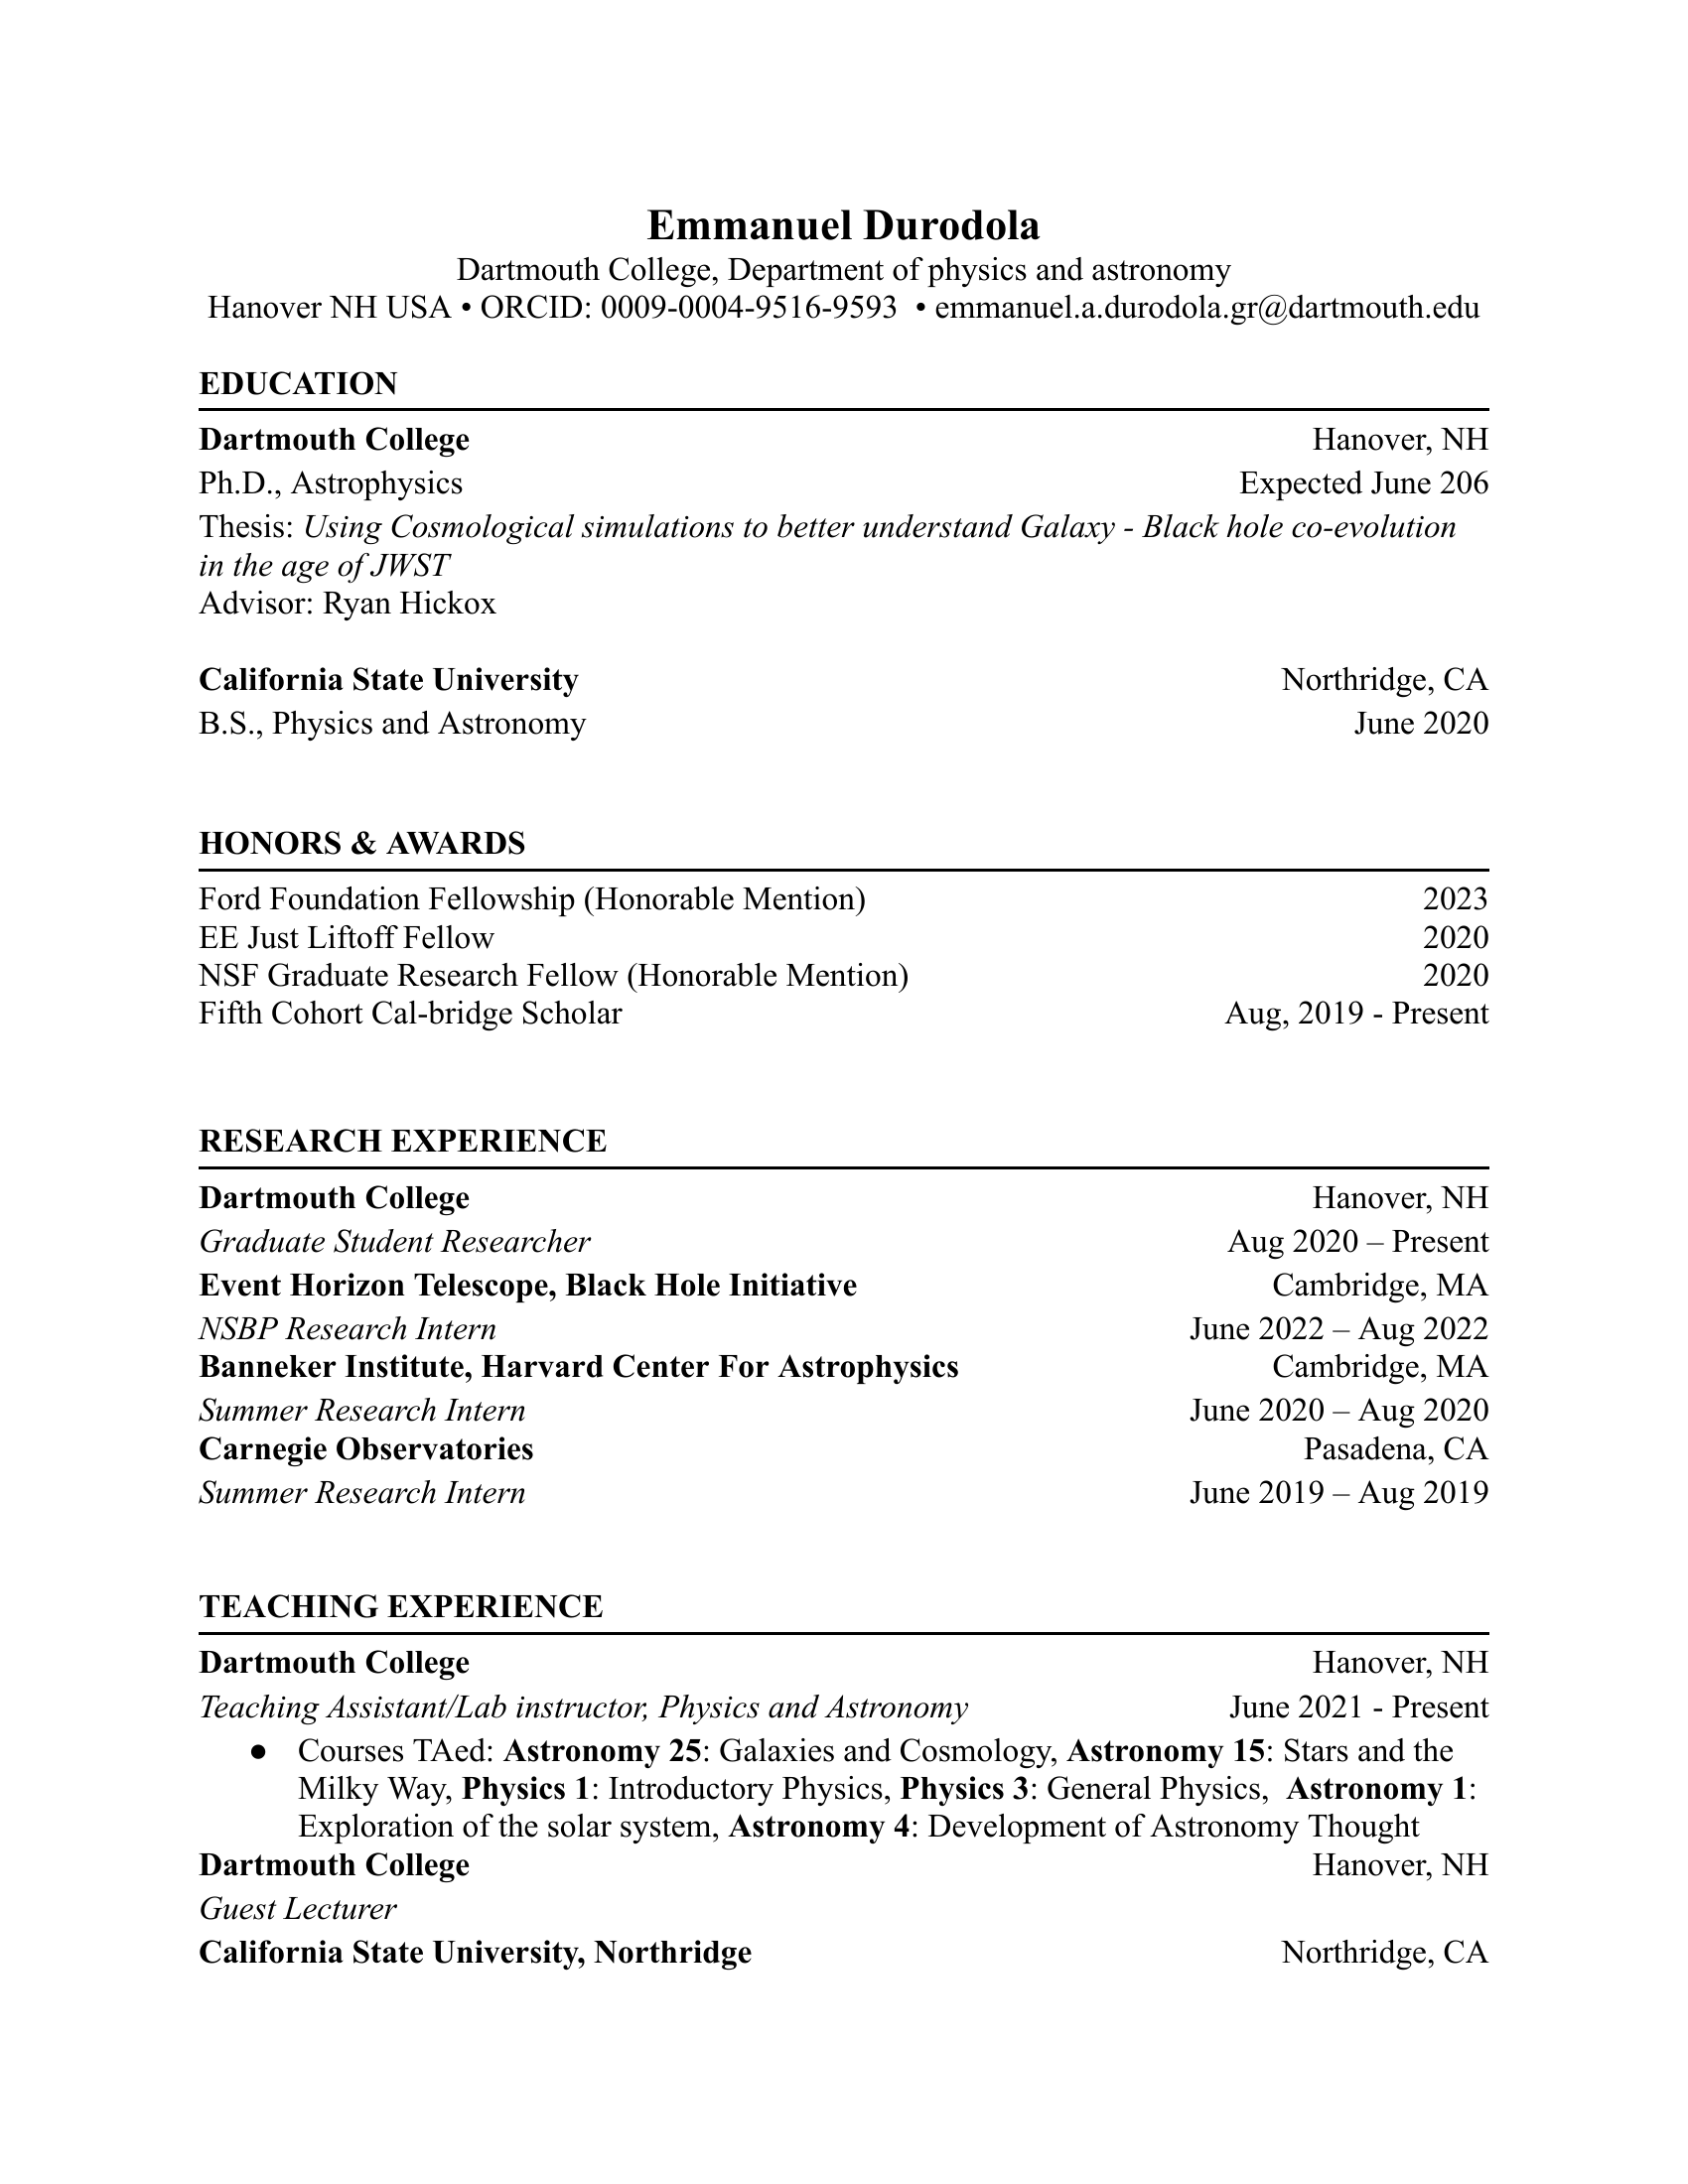 Emmanuel Durodola
Dartmouth College, Department of physics and astronomy
Hanover NH USA • ORCID: 0009-0004-9516-9593 • emmanuel.a.durodola.gr@dartmouth.edu
EDUCATION
Dartmouth College Hanover, NH
Ph.D., Astrophysics Expected June 206
Thesis: Using Cosmological simulations to better understand Galaxy - Black hole co-evolution
in the age of JWST
Advisor: Ryan Hickox
California State University Northridge, CA
B.S., Physics and Astronomy June 2020
HONORS & AWARDS
Ford Foundation Fellowship (Honorable Mention) 2023
EE Just Liftoff Fellow 2020
NSF Graduate Research Fellow (Honorable Mention) 2020
Fifth Cohort Cal-bridge Scholar Aug, 2019 - Present
RESEARCH EXPERIENCE
Dartmouth College Hanover, NH
Graduate Student Researcher Aug 2020 – Present
Event Horizon Telescope, Black Hole Initiative Cambridge, MA
NSBP Research Intern June 2022 – Aug 2022
Banneker Institute, Harvard Center For Astrophysics Cambridge, MA
Summer Research Intern June 2020 – Aug 2020
Carnegie Observatories Pasadena, CA
Summer Research Intern June 2019 – Aug 2019
TEACHING EXPERIENCE
Dartmouth College Hanover, NH
Teaching Assistant/Lab instructor, Physics and Astronomy June 2021 - Present
● Courses TAed: Astronomy 25: Galaxies and Cosmology, Astronomy 15: Stars and the
Milky Way, Physics 1: Introductory Physics, Physics 3: General Physics, Astronomy 1:
Exploration of the solar system, Astronomy 4: Development of Astronomy Thought
Dartmouth College Hanover, NH
Guest Lecturer
California State University, Northridge Northridge, CA